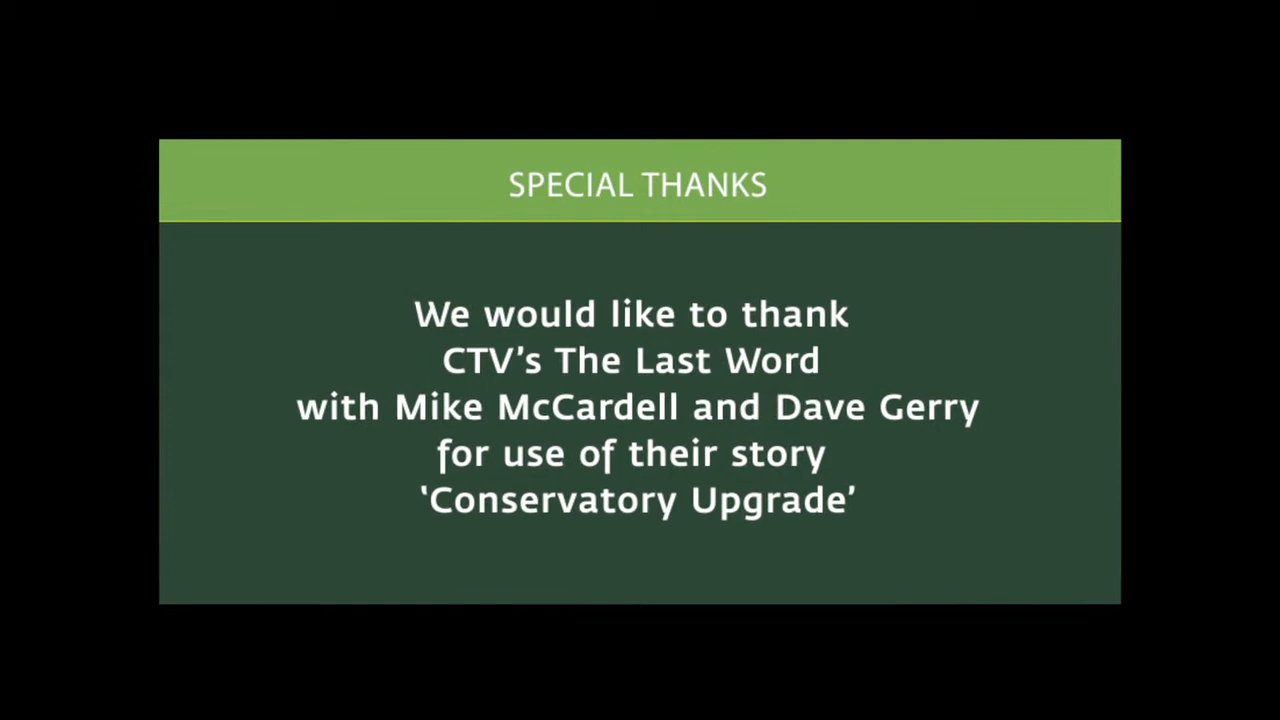 SPECIAL THANKS
We would like to thank
CTV’s The Last Word
with Mike McCardell and Dave Gerry
for use of their story
‘Conservatory Upgrade’